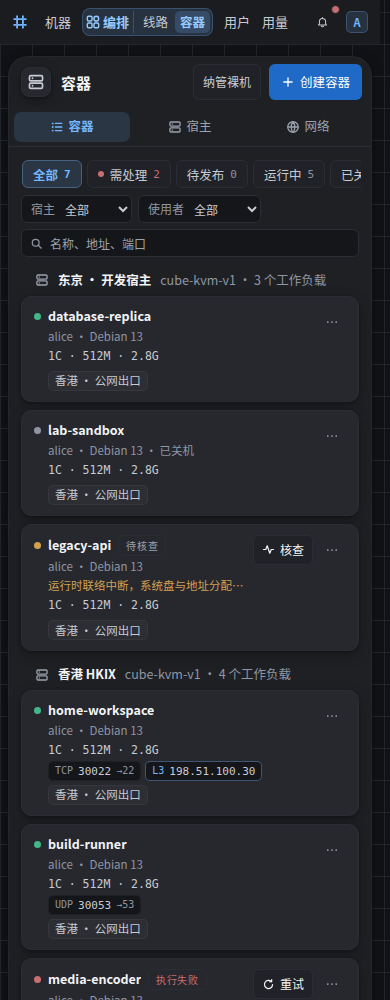 机器 编排 线路 容器 用户 用量 A
容器 纳管裸机 + 创建容器
容器 宿主 网络
全部 7 需处理 2 待发布 0 运行中 5 已关
宿主 全部 使用者 全部
名称、地址、端口
东京 • 开发宿主 cube-kvm-v1 • 3 个工作负载
database-replica …
alice • Debian 13
1C · 512M · 2.8G
香港 • 公网出口
lab-sandbox …
alice • Debian 13 • 已关机
1C · 512M · 2.8G
香港 • 公网出口
legacy-api 待核查 核查 …
alice • Debian 13
运行时联络中断，系统盘与地址分配…
1C · 512M · 2.8G
香港 • 公网出口
香港 HKIX cube-kvm-v1 • 4 个工作负载
home-workspace …
alice • Debian 13
1C · 512M · 2.8G
TCP 30022 →22 L3 198.51.100.30
香港 • 公网出口
build-runner …
alice • Debian 13
1C · 512M · 2.8G
UDP 30053 →53
香港 • 公网出口
media-encoder 执行失败 重试 …
alice • Debian 13